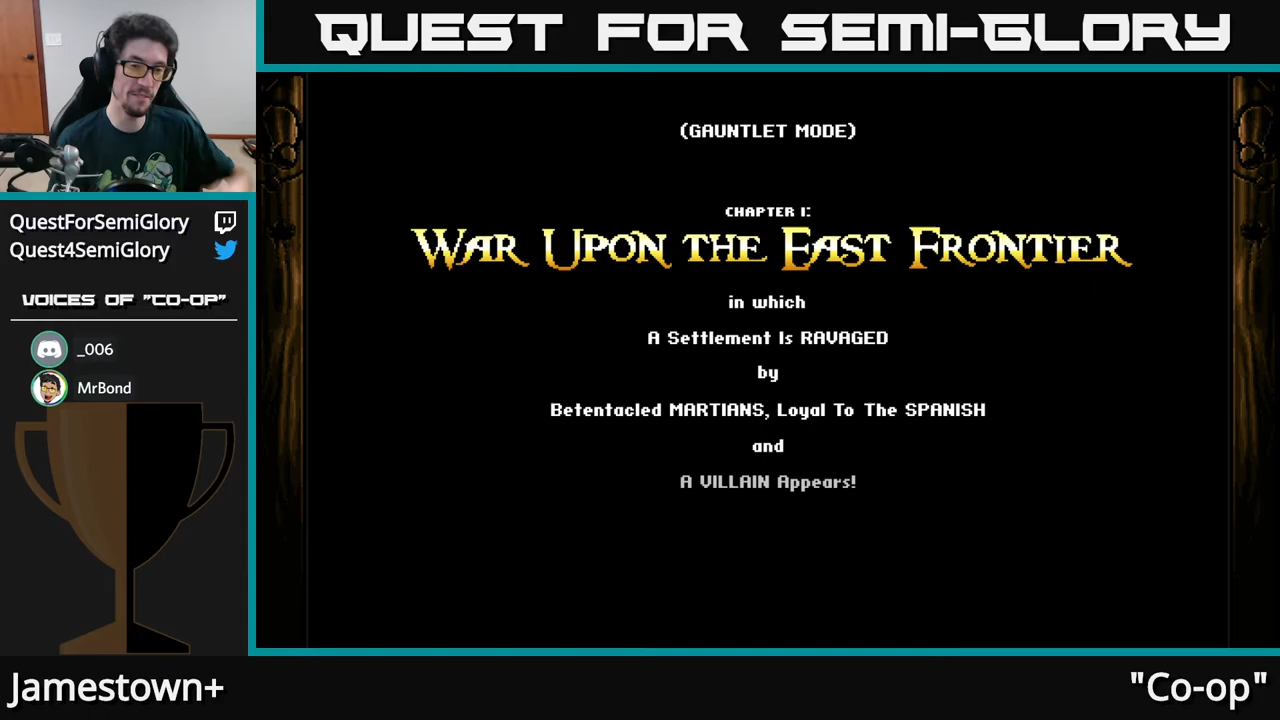 QUEST FOR SEMI-GLORY
(GAUNTLET MODE)
CHAPTER I:
WAR UPON THE EAST FRONTIER
in which
A Settlement Is RAVAGED
by
Betentacled MARTIANS, Loyal To The SPANISH
and
A VILLAIN Appears!
QuestForSemiGlory
Quest4SemiGlory
VOICES OF "CO-OP"
_006
MrBond
Jamestown+
"Co-op"